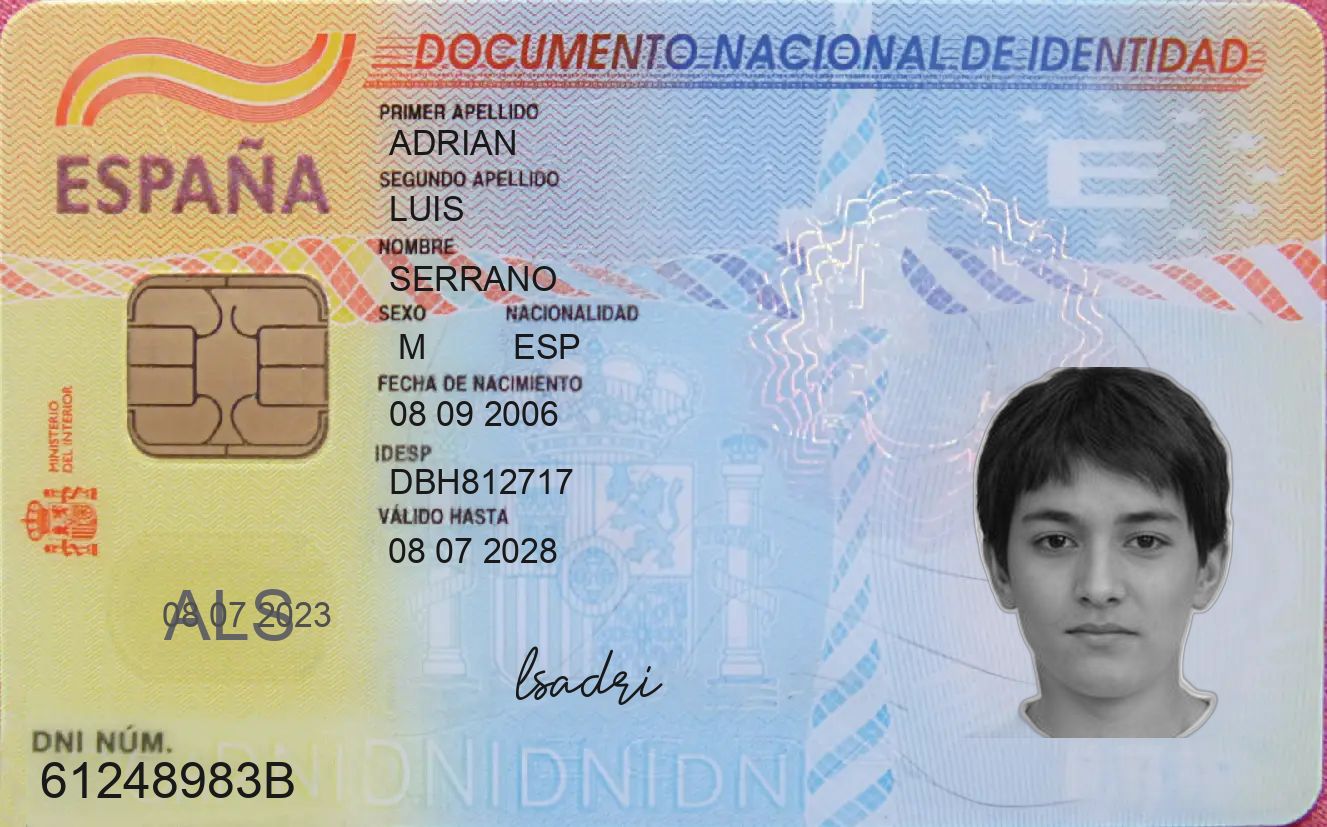 DOCUMENTO NACIONAL DE IDENTIDAD
ESPAÑA
PRIMER APELLIDO
ADRIAN
SEGUNDO APELLIDO
LUIS
NOMBRE
SERRANO
SEXO NACIONALIDAD
M ESP
FECHA DE NACIMIENTO
08 09 2006
IDESP
DBH812717
VÁLIDO HASTA
08 07 2028
MINISTERIO
DEL INTERIOR
E
ALS
08 07 2023
lsadri
DNI NÚM.
61248983B
DNIDNIDNIDNI